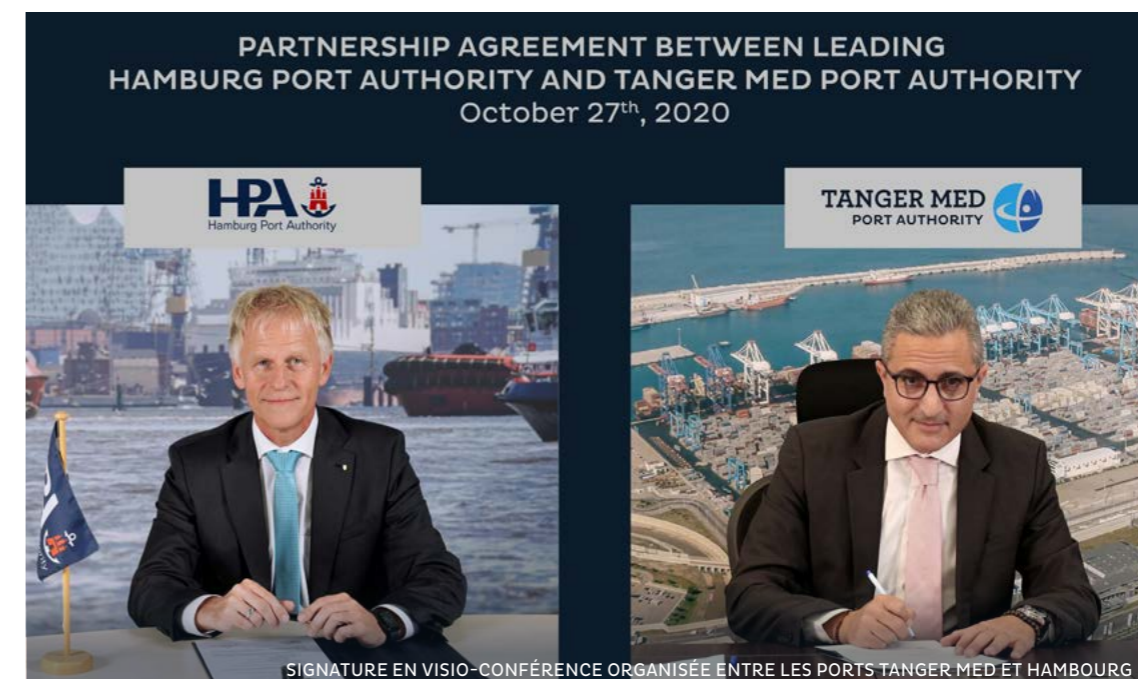 PARTNERSHIP AGREEMENT BETWEEN LEADING
HAMBURG PORT AUTHORITY AND TANGER MED PORT AUTHORITY
October 27th, 2020
HPA
Hamburg Port Authority
TANGER MED
PORT AUTHORITY
SIGNATURE EN VISIO-CONFÉRENCE ORGANISÉE ENTRE LES PORTS TANGER MED ET HAMBOURG